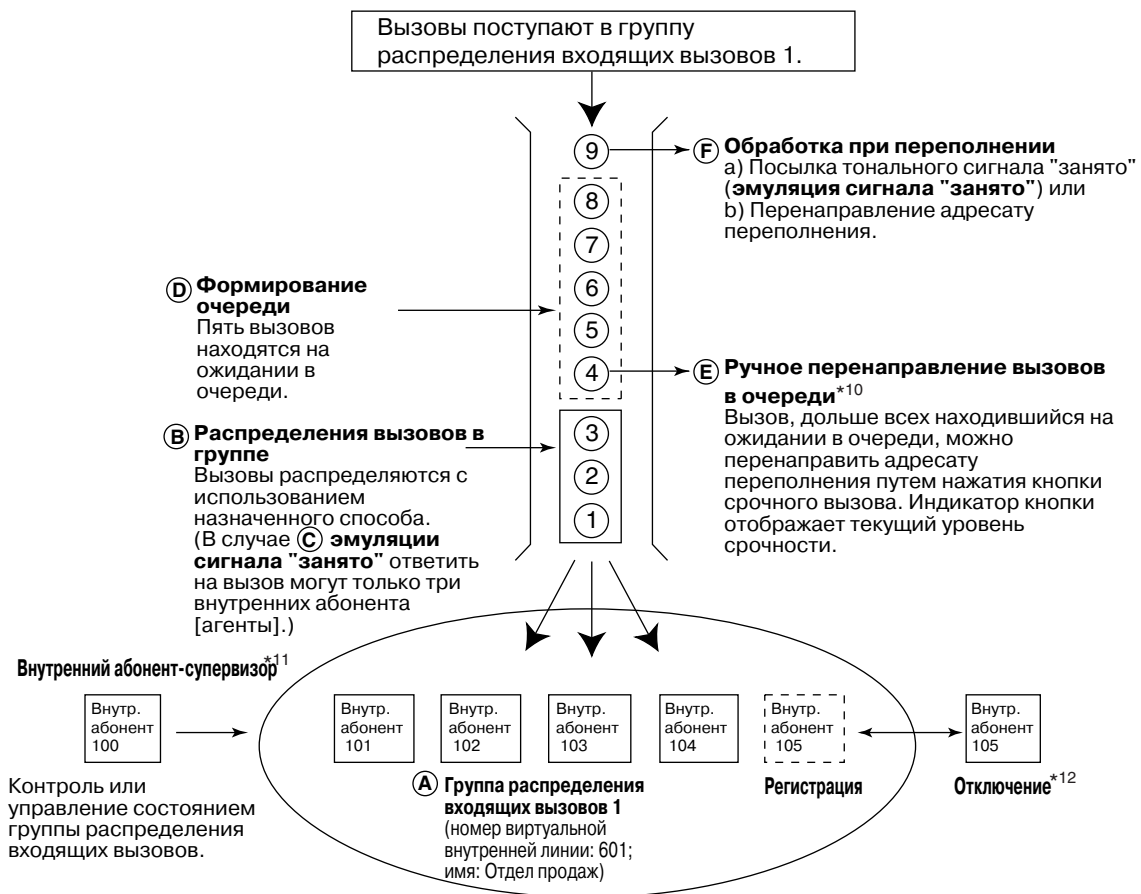 Вызовы поступают в группу
распределения входящих вызовов 1.
9
F Обработка при переполнении
a) Посылка тонального сигнала "занято"
(эмуляция сигнала "занято") или
b) Перенаправление адресату
переполнения.
8
7
6
5
4
D Формирование
очереди
Пять вызовов
находятся на
ожидании в
очереди.
E Ручное перенаправление вызовов
в очереди*10
Вызов, дольше всех находившийся на
ожидании в очереди, можно
перенаправить адресату
переполнения путем нажатия кнопки
срочного вызова. Индикатор кнопки
отображает текущий уровень
срочности.
B Распределения вызовов в
группе
Вызовы распределяются с
использованием
назначенного способа.
(В случае C эмуляции
сигнала "занято" ответить
на вызов могут только три
внутренних абонента
[агенты].)
3
2
1
Внутренний абонент-супервизор*11
Внутр.
абонент
100
Контроль или
управление состоянием
группы распределения
входящих вызовов.
Внутр.
абонент
101
Внутр.
абонент
102
Внутр.
абонент
103
Внутр.
абонент
104
Внутр.
абонент
105
Регистрация
Внутр.
абонент
105
Отключение*12
A Группа распределения
входящих вызовов 1
(номер виртуальной
внутренней линии: 601;
имя: Отдел продаж)